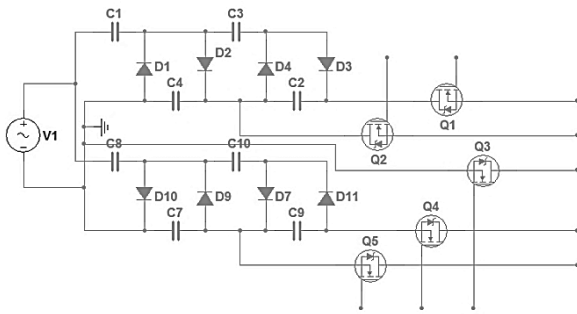 C1 C3
D1 D2 D4 D3
C4 C2
V1
Q1
Q2
C8 C10 Q3
D10 D9 D7 D11
C7 C9 Q4
Q5